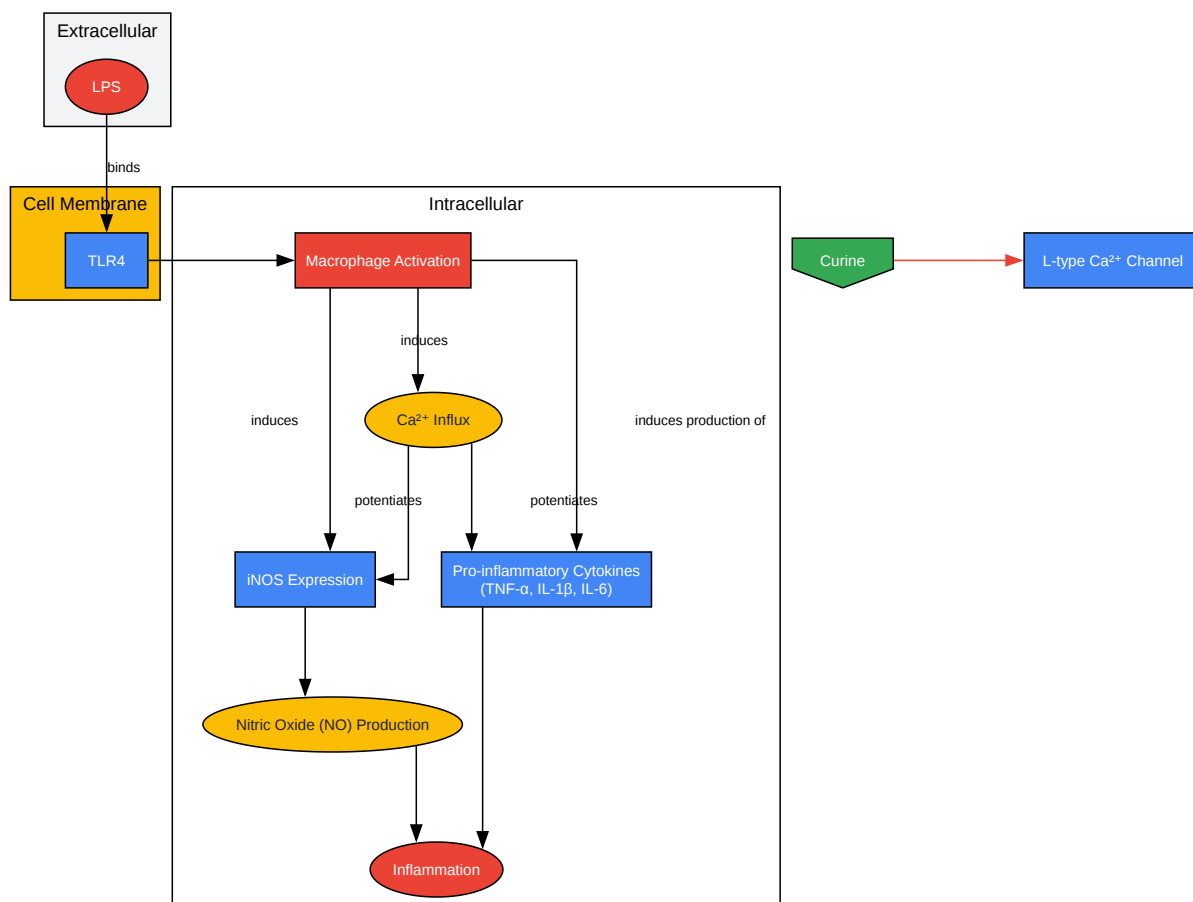 Extracellular
LPS
binds
Cell Membrane
TLR4
Intracellular
Macrophage Activation
Curine
L-type Ca²⁺ Channel
induces
Ca²⁺ Influx
induces
induces production of
potentiates
potentiates
iNOS Expression
Pro-inflammatory Cytokines
(TNF-α, IL-1β, IL-6)
Nitric Oxide (NO) Production
Inflammation